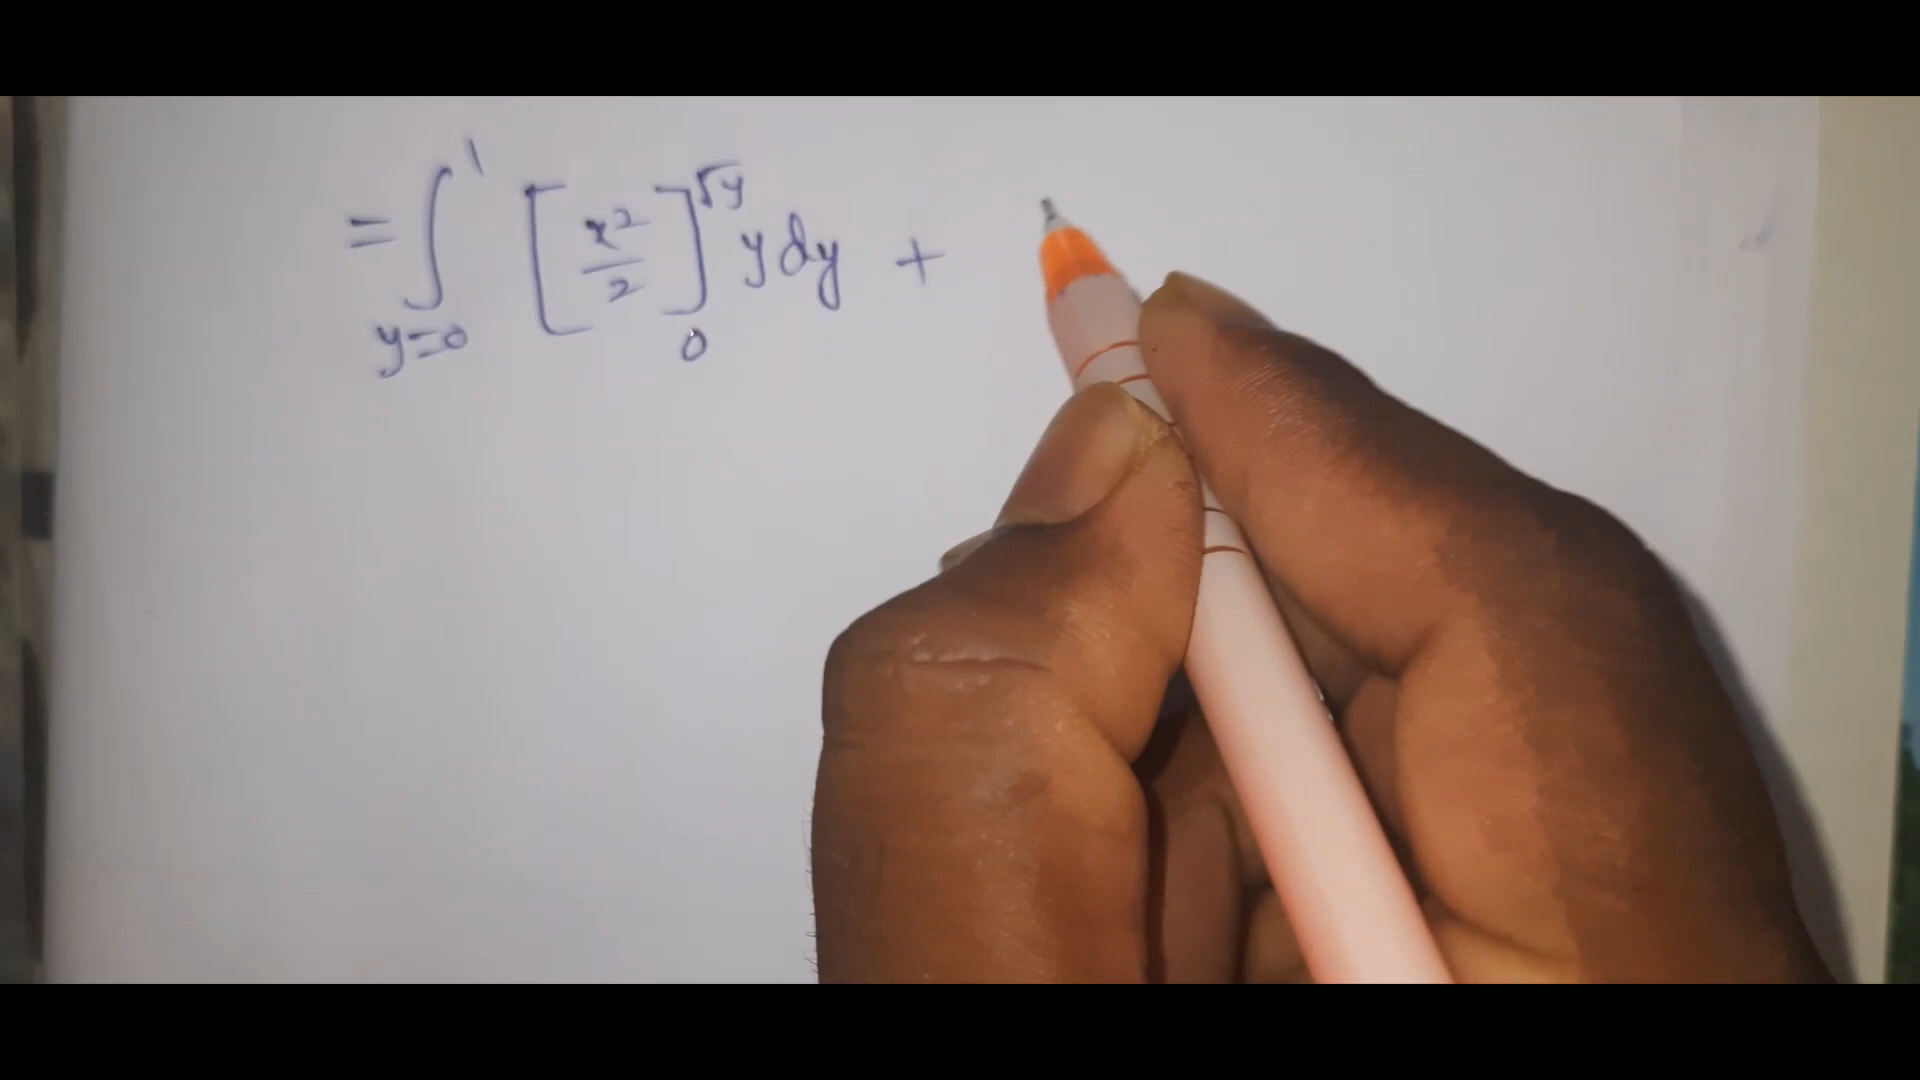 = ∫_{y=0}^{1} [x²/2]_{0}^{√y} y dy +